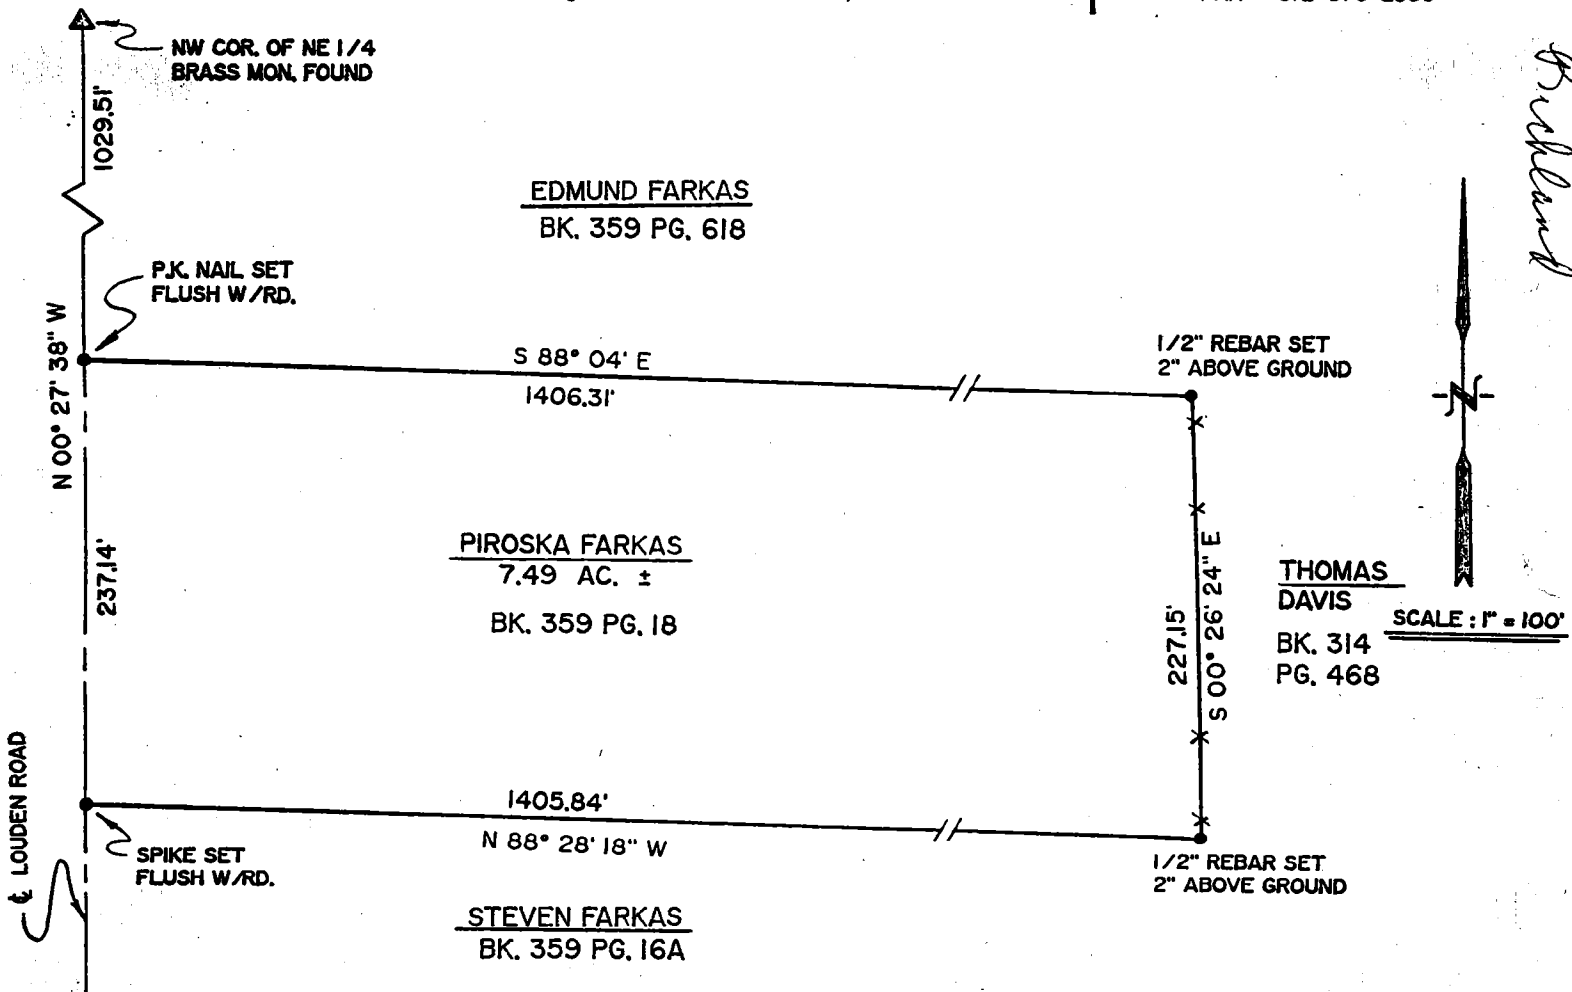 NW COR. OF NE 1/4
BRASS MON. FOUND
1029.51'
Richland
EDMUND FARKAS
BK. 359 PG. 618
P.K. NAIL SET
FLUSH W/RD.
N 00° 27' 38" W
S 88° 04' E
1406.31'
1/2" REBAR SET
2" ABOVE GROUND
N
237.14'
PIROSKA FARKAS
7.49 AC. ±
BK. 359 PG. 18
227.15'
S 00° 26' 24" E
THOMAS
DAVIS
BK. 314
PG. 468
SCALE : 1" = 100'
℄ LOUDEN ROAD
1405.84'
N 88° 28' 18" W
SPIKE SET
FLUSH W/RD.
1/2" REBAR SET
2" ABOVE GROUND
STEVEN FARKAS
BK. 359 PG. 16A